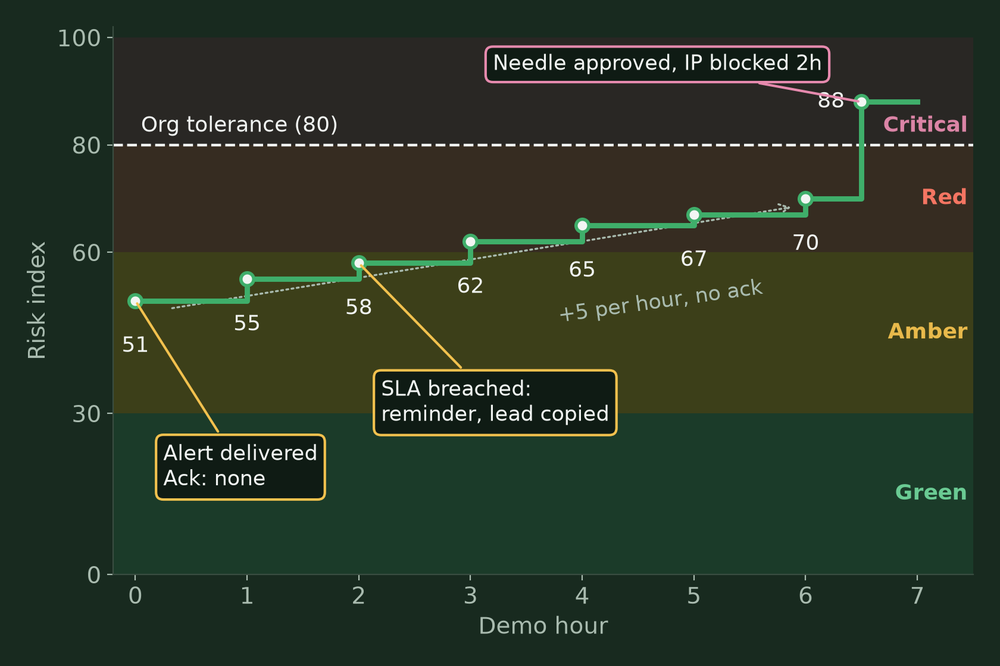 100
Needle approved, IP blocked 2h
88
Org tolerance (80)
Critical
80
Red
70
60
67
65
62
+5 per hour, no ack
58
55
51
Amber
Risk index
SLA breached:
reminder, lead copied
30
Alert delivered
Ack: none
Green
0
0 1 2 3 4 5 6 7
Demo hour